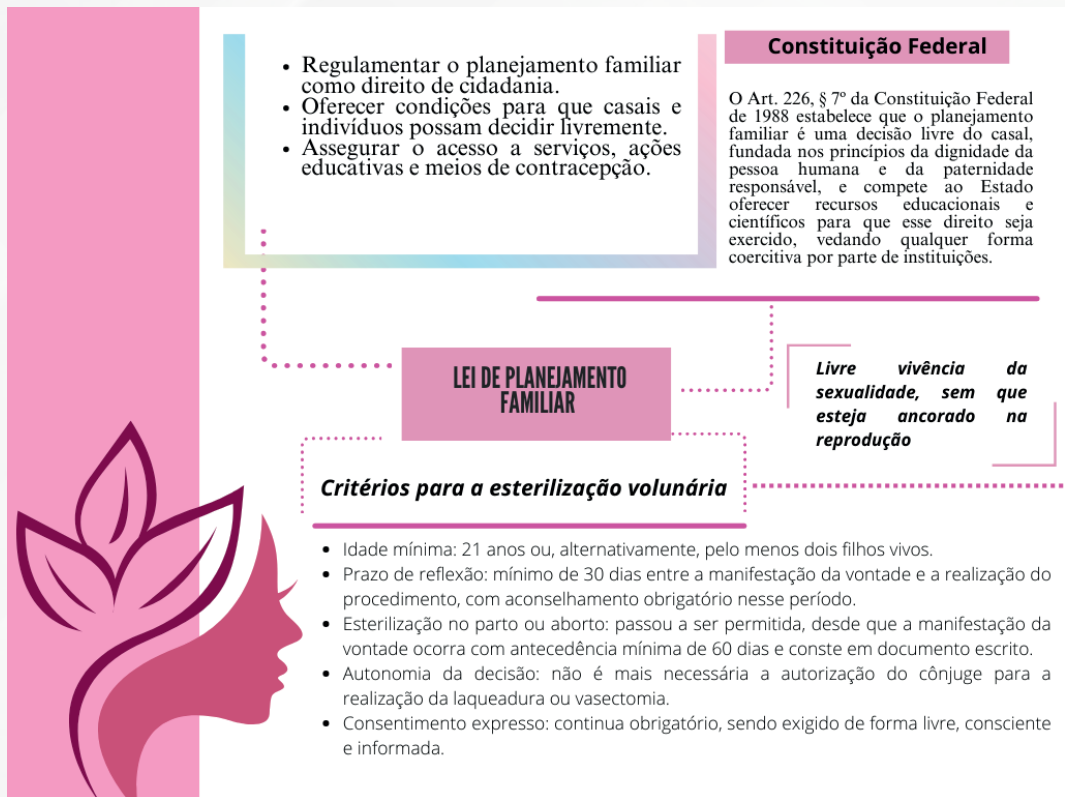 • Regulamentar o planejamento familiar
como direito de cidadania.
• Oferecer condições para que casais e
indivíduos possam decidir livremente.
• Assegurar o acesso a serviços, ações
educativas e meios de contracepção.
Constituição Federal
O Art. 226, § 7º da Constituição Federal
de 1988 estabelece que o planejamento
familiar é uma decisão livre do casal,
fundada nos princípios da dignidade da
pessoa humana e da paternidade
responsável, e compete ao Estado
oferecer recursos educacionais e
científicos para que esse direito seja
exercido, vedando qualquer forma
coercitiva por parte de instituições.
LEI DE PLANEJAMENTO
FAMILIAR
Livre vivência da
sexualidade, sem que
esteja ancorado na
reprodução
Critérios para a esterilização volunária
• Idade mínima: 21 anos ou, alternativamente, pelo menos dois filhos vivos.
• Prazo de reflexão: mínimo de 30 dias entre a manifestação da vontade e a realização do
procedimento, com aconselhamento obrigatório nesse período.
• Esterilização no parto ou aborto: passou a ser permitida, desde que a manifestação da
vontade ocorra com antecedência mínima de 60 dias e conste em documento escrito.
• Autonomia da decisão: não é mais necessária a autorização do cônjuge para a
realização da laqueadura ou vasectomia.
• Consentimento expresso: continua obrigatório, sendo exigido de forma livre, consciente
e informada.